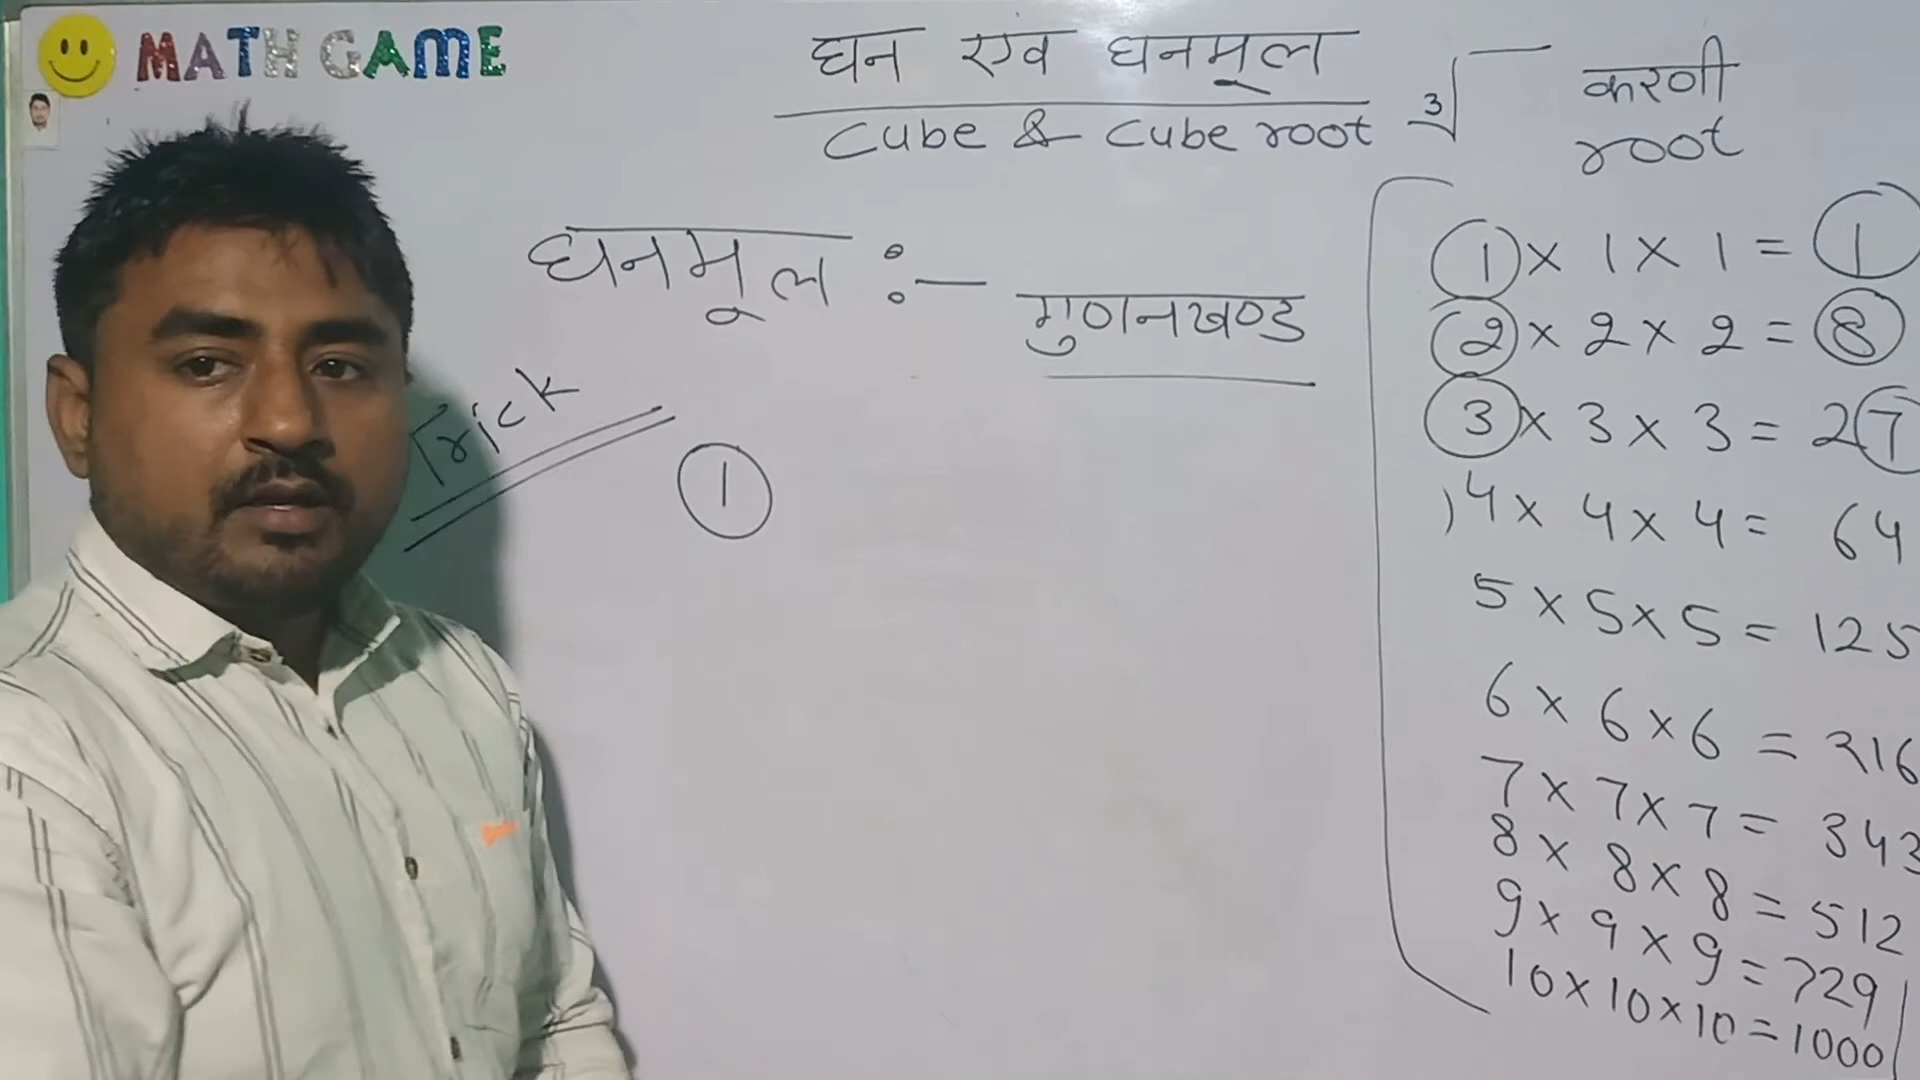 MATH GAME
घन एंव घनमूल
Cube & Cube root
3√
करणी
root
घनमूल :-
गुणनखण्ड
Trick
1
1 × 1 × 1 = 1
2 × 2 × 2 = 8
3 × 3 × 3 = 27
4 × 4 × 4 = 64
5 × 5 × 5 = 125
6 × 6 × 6 = 216
7 × 7 × 7 = 343
8 × 8 × 8 = 512
9 × 9 × 9 = 729
10 × 10 × 10 = 1000